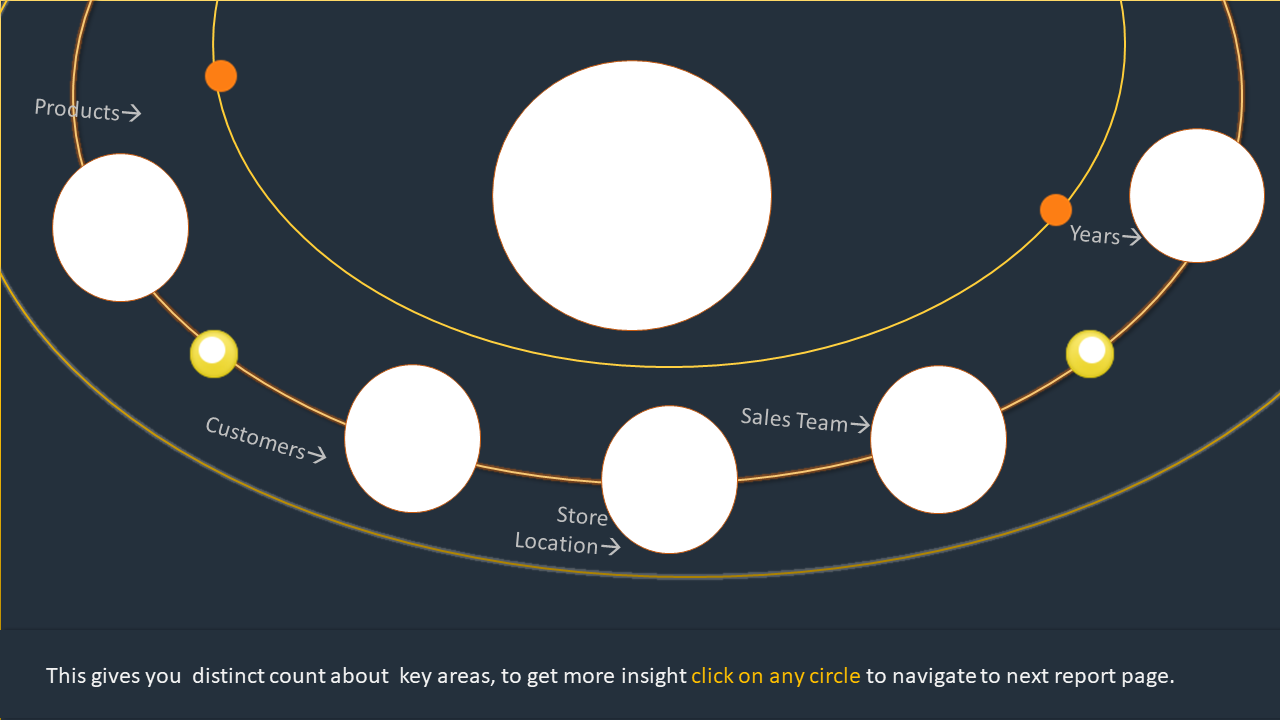 Products→
Years→
Customers→
Sales Team→
Store
Location→
This gives you distinct count about key areas, to get more insight click on any circle to navigate to next report page.